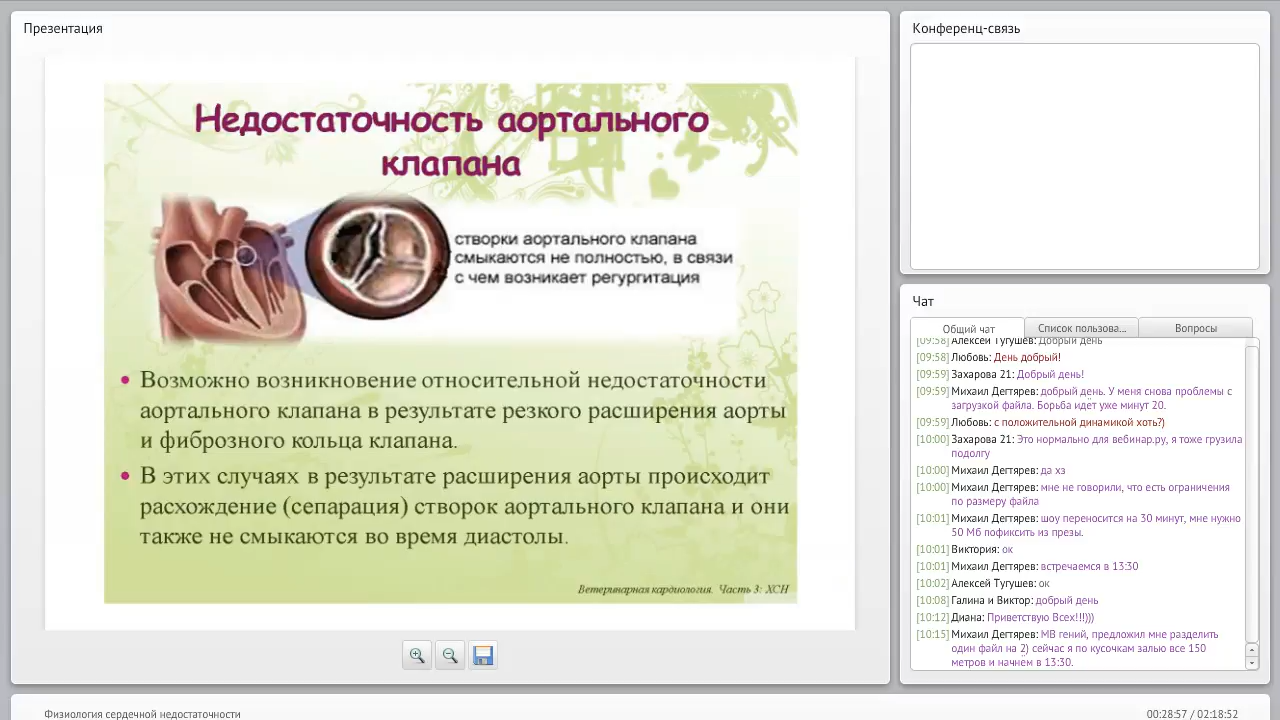 Презентация
Недостаточность аортального
клапана
створки аортального клапана
смыкаются не полностью, в связи
с чем возникает регургитация
Возможно возникновение относительной недостаточности
аортального клапана в результате резкого расширения аорты
и фиброзного кольца клапана.
В этих случаях в результате расширения аорты происходит
расхождение (сепарация) створок аортального клапана и они
также не смыкаются во время диастолы.
Ветеринарная кардиология. Часть 3: ХСН
Конференц-связь
Чат
Общий чат
Список пользова...
Вопросы
[09:58] Алексей Тугушев: Добрый день
[09:58] Любовь: День добрый!
[09:59] Захарова 21: Добрый день!
[09:59] Михаил Дегтярев: добрый день. У меня снова проблемы с
загрузкой файла. Борьба идёт уже минут 20.
[09:59] Любовь: с положительной динамикой хоть?)
[10:00] Захарова 21: Это нормально для вебинар.ру, я тоже грузила
подолгу
[10:00] Михаил Дегтярев: да хз
[10:00] Михаил Дегтярев: мне не говорили, что есть ограничения
по размеру файла
[10:01] Михаил Дегтярев: шоу переносится на 30 минут, мне нужно
50 Мб пофиксить из презы.
[10:01] Виктория: ок
[10:01] Михаил Дегтярев: встречаемся в 13:30
[10:02] Алексей Тугушев: ок
[10:08] Галина и Виктор: добрый день
[10:12] Диана: Приветствую Всех!!!)))
[10:15] Михаил Дегтярев: МВ гений, предложил мне разделить
один файл на 2) сейчас я по кусочкам залью все 150
метров и начнем в 13:30.
Физиология сердечной недостаточности
00:28:57 / 02:18:52